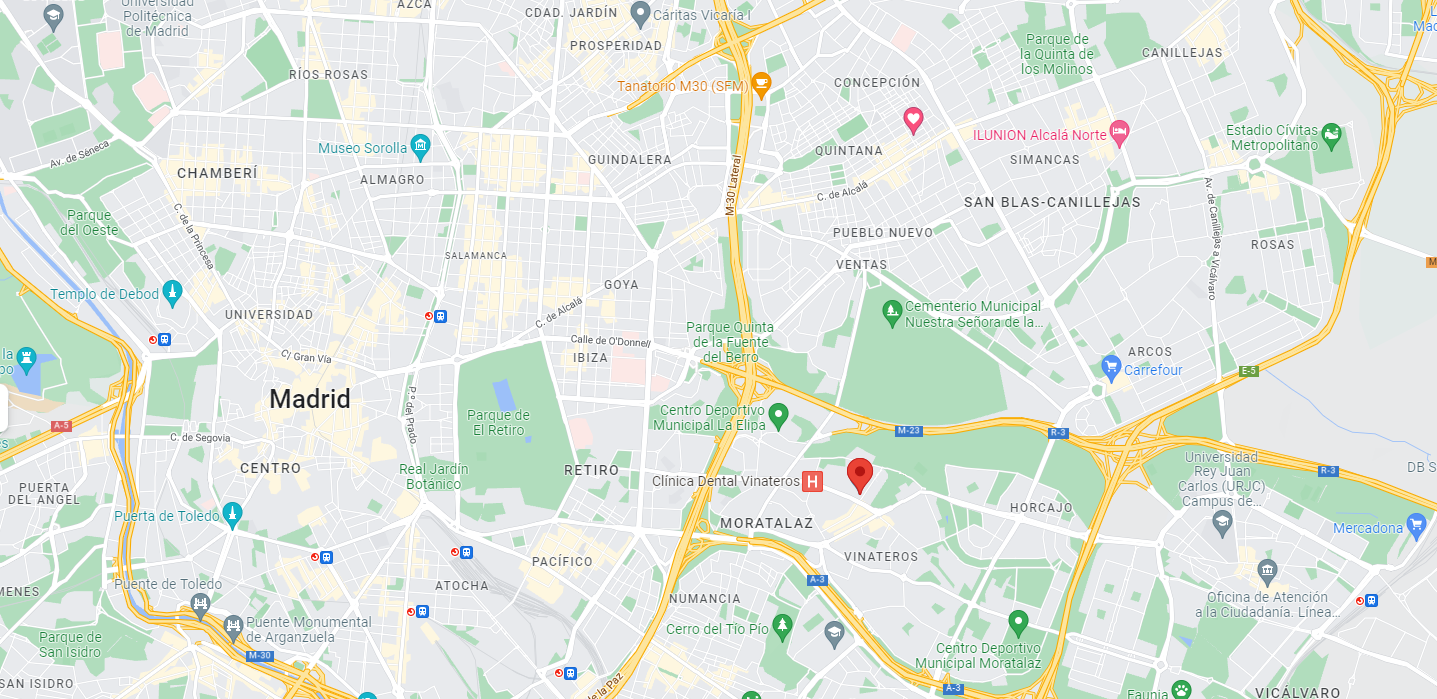 Universidad
Politécnica
de Madrid
AZCA
CDAD. JARDÍN
Cáritas Vicaría I
PROSPERIDAD
Parque de
la Quinta de
los Molinos
CANILLEJAS
RÍOS ROSAS
Tanatorio M30 (SFM)
CONCEPCIÓN
Museo Sorolla
ILUNION Alcalá Norte
Estadio Cívitas
Metropolitano
Av. de Séneca
GUINDALERA
QUINTANA
SIMANCAS
CHAMBERÍ
ALMAGRO
M-30 Lateral
C. de Alcalá
SAN BLAS-CANILLEJAS
Av. de Canillejas a Vicálvaro
Parque
del Oeste
C. de la Princesa
PUEBLO NUEVO
ROSAS
SALAMANCA
VENTAS
Templo de Debod
GOYA
UNIVERSIDAD
C. de Alcalá
Cementerio Municipal
Nuestra Señora de la...
Parque Quinta
de la Fuente
del Berro
Calle de O'Donnell
IBIZA
C/ Gran Vía
ARCOS
Carrefour
E-5
Madrid
P.º del Prado
Parque de
El Retiro
Centro Deportivo
Municipal La Elipa
A-5
M-23
R-3
C. de Segovia
CENTRO
Real Jardín
Botánico
RETIRO
Clínica Dental Vinateros
H
Universidad
Rey Juan
Carlos (URJC)
Campus de...
R-3
DB S
PUERTA
DEL ANGEL
Puerta de Toledo
MORATALAZ
HORCAJO
Mercadona
PACÍFICO
VINATEROS
A-3
ATOCHA
Puente de Toledo
NUMANCIA
Oficina de Atención
a la Ciudadanía. Línea...
Puente Monumental
de Arganzuela
Cerro del Tío Pío
Parque de
San Isidro
M-30
Centro Deportivo
Municipal Moratalaz
SAN ISIDRO
de la Paz
A-3
Faunia
VICÁLVARO